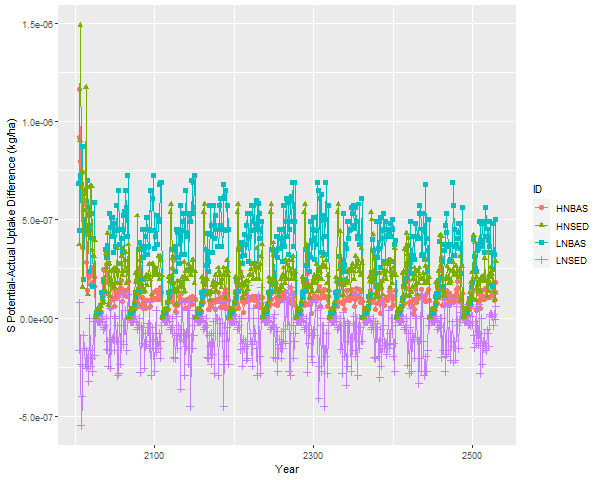 1.5e-06
1.0e-06
5.0e-07
0.0e+00
-5.0e-07
S Potential-Actual Uptake Difference (kg/ha)
2100
2300
2500
Year
ID
HNBAS
HNSED
LNBAS
LNSED